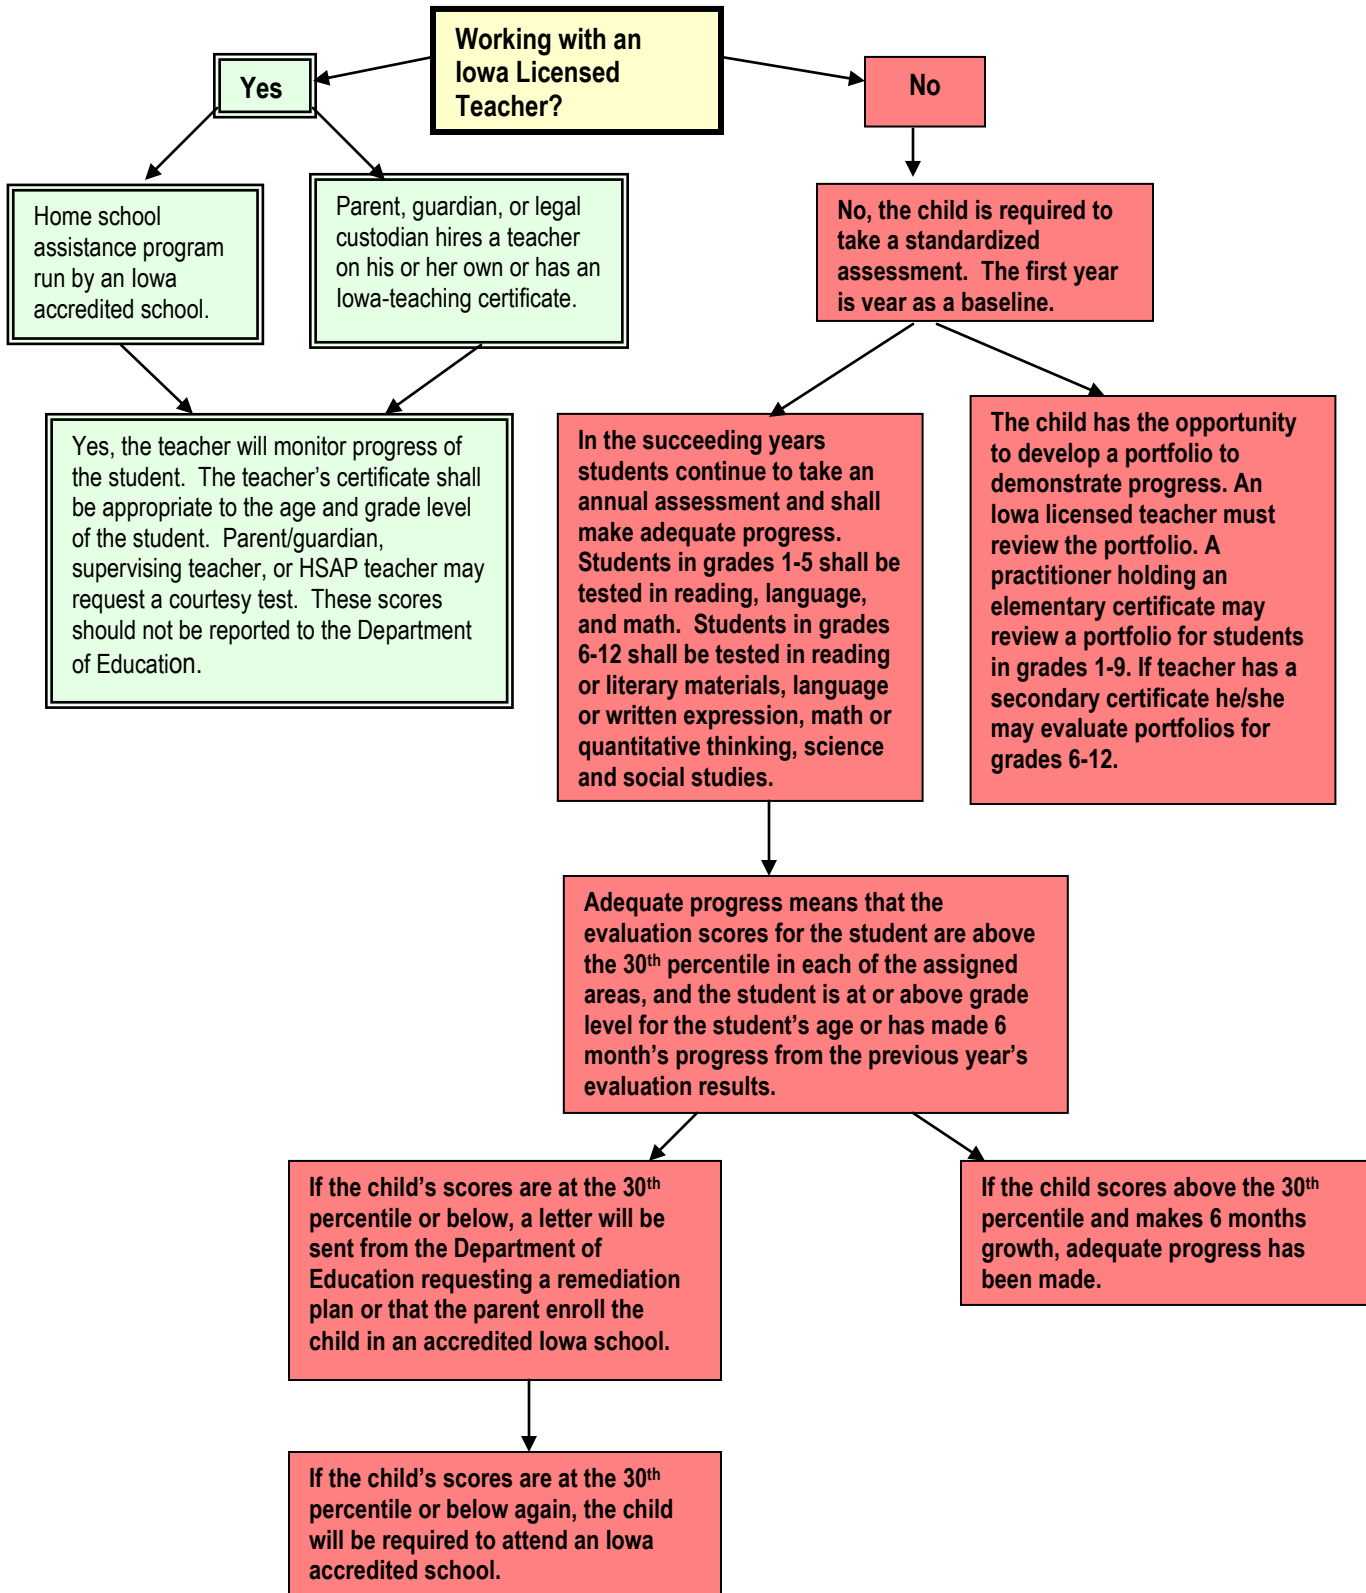 Working with an
Iowa Licensed
Teacher?
Yes
No
Home school
assistance program
run by an Iowa
accredited school.
Parent, guardian, or legal
custodian hires a teacher
on his or her own or has an
Iowa-teaching certificate.
No, the child is required to
take a standardized
assessment.  The first year
is vear as a baseline.
Yes, the teacher will monitor progress of
the student.  The teacher’s certificate shall
be appropriate to the age and grade level
of the student.  Parent/guardian,
supervising teacher, or HSAP teacher may
request a courtesy test.  These scores
should not be reported to the Department
of Education.
In the succeeding years
students continue to take an
annual assessment and shall
make adequate progress.
Students in grades 1-5 shall be
tested in reading, language,
and math.  Students in grades
6-12 shall be tested in reading
or literary materials, language
or written expression, math or
quantitative thinking, science
and social studies.
The child has the opportunity
to develop a portfolio to
demonstrate progress. An
Iowa licensed teacher must
review the portfolio. A
practitioner holding an
elementary certificate may
review a portfolio for students
in grades 1-9. If teacher has a
secondary certificate he/she
may evaluate portfolios for
grades 6-12.
Adequate progress means that the
evaluation scores for the student are above
the 30th percentile in each of the assigned
areas, and the student is at or above grade
level for the student’s age or has made 6
month’s progress from the previous year’s
evaluation results.
If the child’s scores are at the 30th
percentile or below, a letter will be
sent from the Department of
Education requesting a remediation
plan or that the parent enroll the
child in an accredited Iowa school.
If the child scores above the 30th
percentile and makes 6 months
growth, adequate progress has
been made.
If the child’s scores are at the 30th
percentile or below again, the child
will be required to attend an Iowa
accredited school.